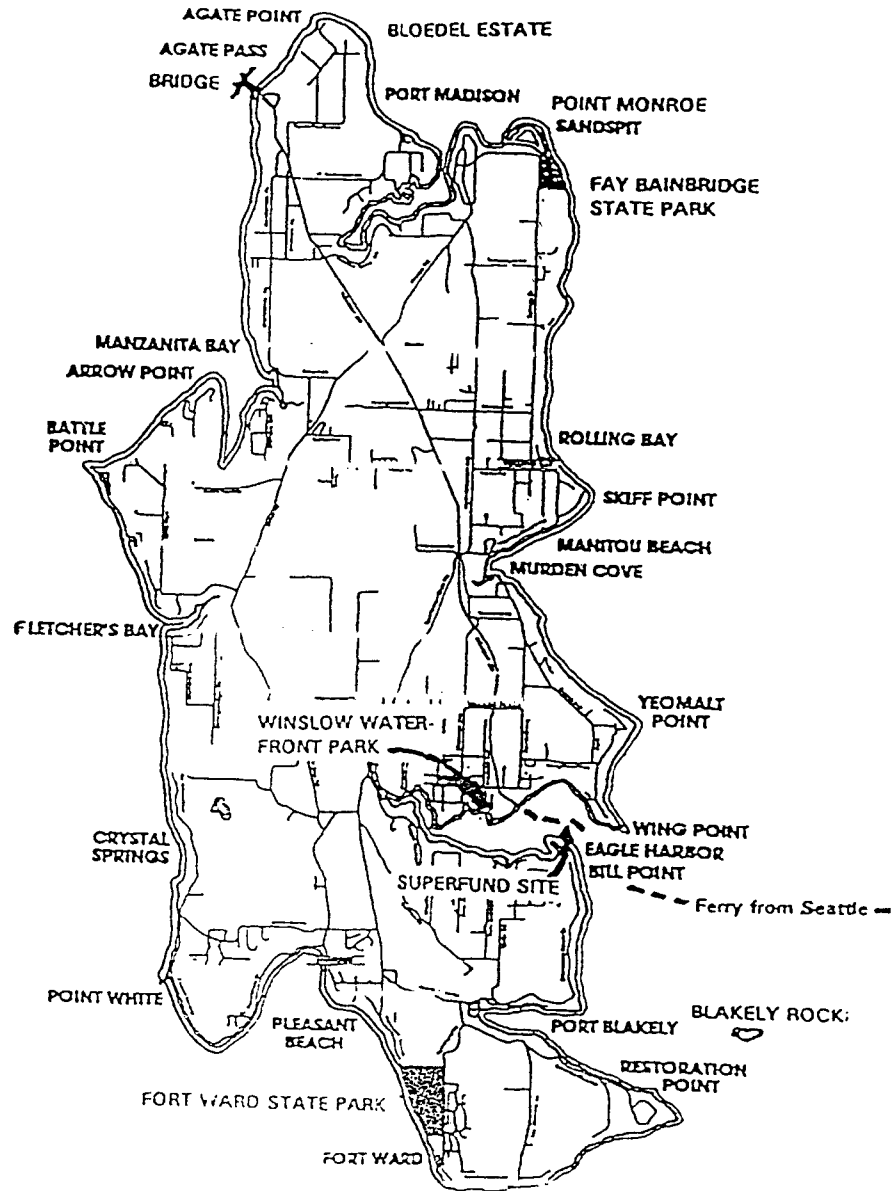 AGATE POINT
BLOEDEL ESTATE
AGATE PASS
BRIDGE
PORT MADISON
POINT MONROE
SANDSPIT
FAY BAINBRIDGE
STATE PARK
MANZANITA BAY
ARROW POINT
BATTLE
POINT
ROLLING BAY
SKIFF POINT
MANITOU BEACH
MURDEN COVE
FLETCHER'S BAY
YEOMALT
POINT
WINSLOW WATER-
FRONT PARK
WING POINT
EAGLE HARBOR
BILL POINT
CRYSTAL
SPRINGS
SUPERFUND SITE
Ferry from Seattle
POINT WHITE
PLEASANT
BEACH
PORT BLAKELY
BLAKELY ROCK
RESTORATION
POINT
FORT WARD STATE PARK
FORT WARD